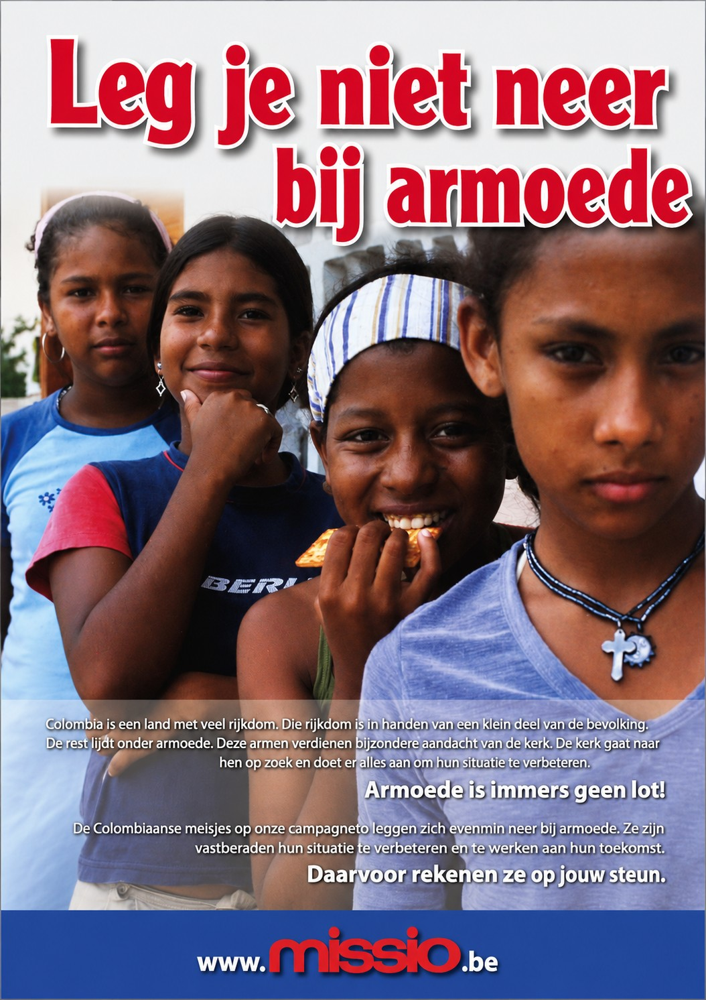 Leg je niet neer
bij armoede
BERL
Colombia is een land met veel rijkdom. Die rijkdom is in handen van een klein deel van de bevolking.
De rest lijdt onder armoede. Deze armen verdienen bijzondere aandacht van de kerk. De kerk gaat naar
hen op zoek en doet er alles aan om hun situatie te verbeteren.
Armoede is immers geen lot!
De Colombiaanse meisjes op onze campagneto leggen zich evenmin neer bij armoede. Ze zijn
vastberaden hun situatie te verbeteren en te werken aan hun toekomst.
Daarvoor rekenen ze op jouw steun.
www.missio.be